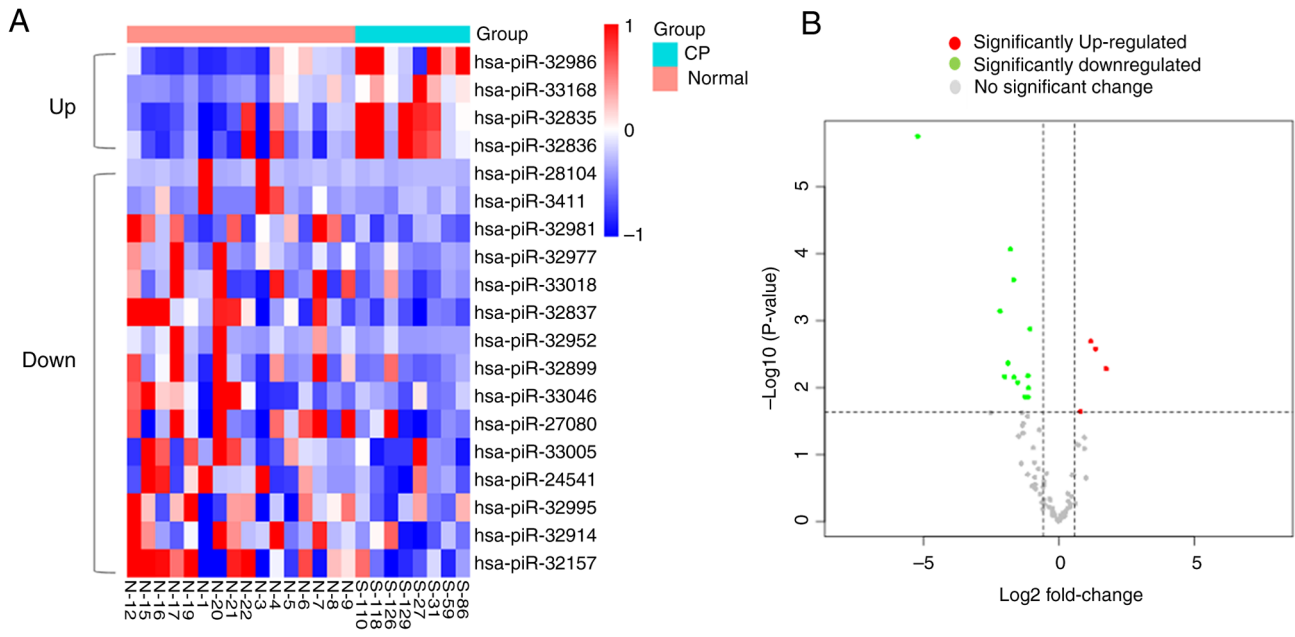 A
Up
Down
Group
hsa-piR-32986
hsa-piR-33168
hsa-piR-32835
hsa-piR-32836
hsa-piR-28104
hsa-piR-3411
hsa-piR-32981
hsa-piR-32977
hsa-piR-33018
hsa-piR-32837
hsa-piR-32952
hsa-piR-32899
hsa-piR-33046
hsa-piR-27080
hsa-piR-33005
hsa-piR-24541
hsa-piR-32995
hsa-piR-32914
hsa-piR-32157
N-12
N-15
N-16
N-17
N-19
N-1
N-20
N-21
N-22
N-3
N-4
N-5
N-6
N-7
N-8
N-9
S-110
S-118
S-126
S-129
S-27
S-31
S-59
S-86
1
0
−1
Group
CP
Normal
B
Significantly Up-regulated
Significantly downregulated
No significant change
−Log10 (P-value)
5
4
3
2
1
0
−5
0
5
Log2 fold-change